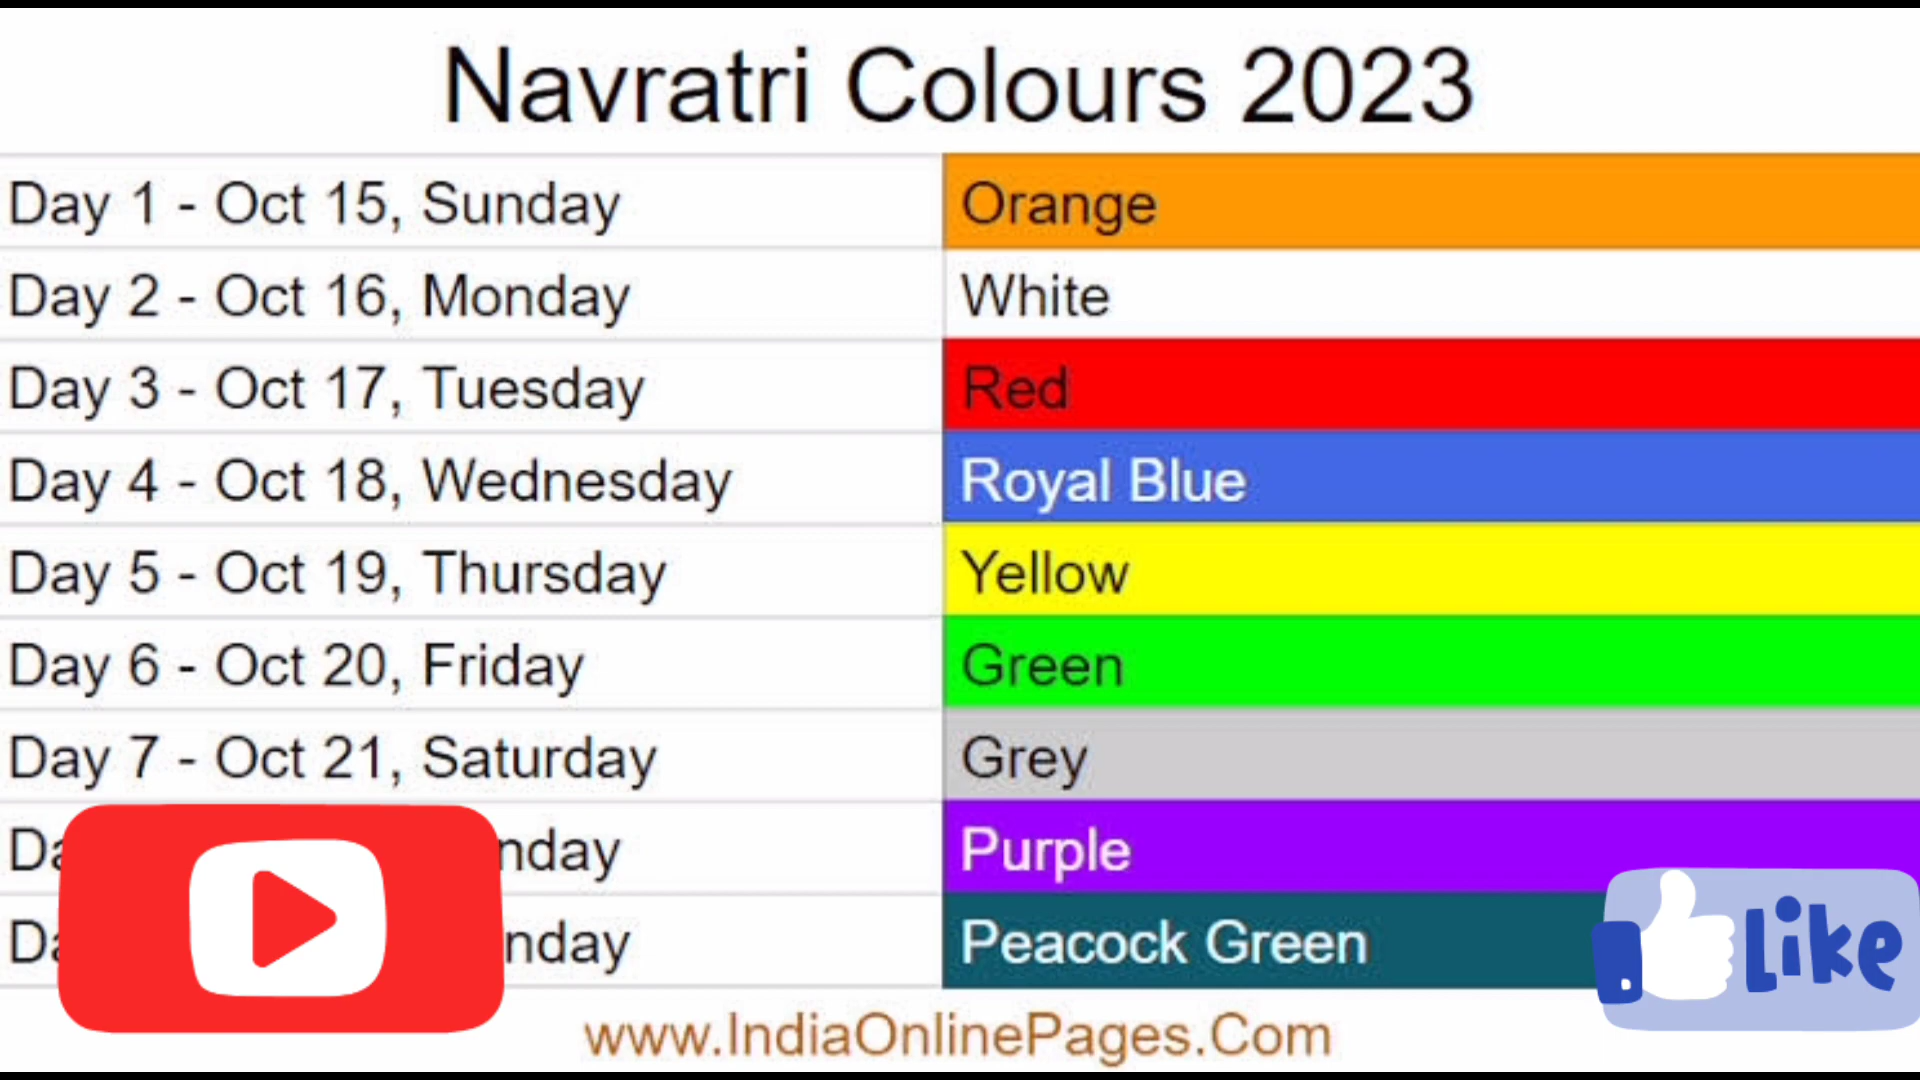 Navratri Colours 2023
Day 1 - Oct 15, Sunday Orange
Day 2 - Oct 16, Monday White
Day 3 - Oct 17, Tuesday Red
Day 4 - Oct 18, Wednesday Royal Blue
Day 5 - Oct 19, Thursday Yellow
Day 6 - Oct 20, Friday Green
Day 7 - Oct 21, Saturday Grey
Purple
Peacock Green
Like
www.IndiaOnlinePages.Com